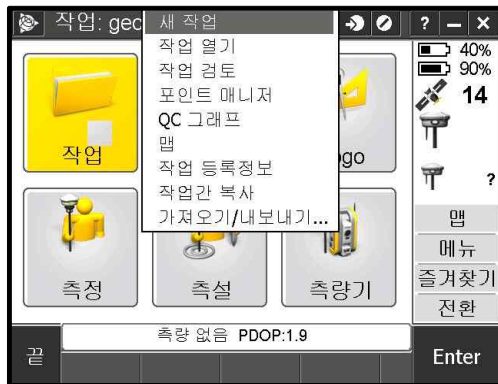 작업: geo
? – ×
새 작업
작업 열기
작업 검토
포인트 매니저
QC 그래프
맵
작업 등록정보
작업간 복사
가져오기/내보내기...
40%
90%
14
?
작업
ogo
측정
측설
측량기
맵
메뉴
즐겨찾기
전환
측량 없음 PDOP:1.9
끝
Enter